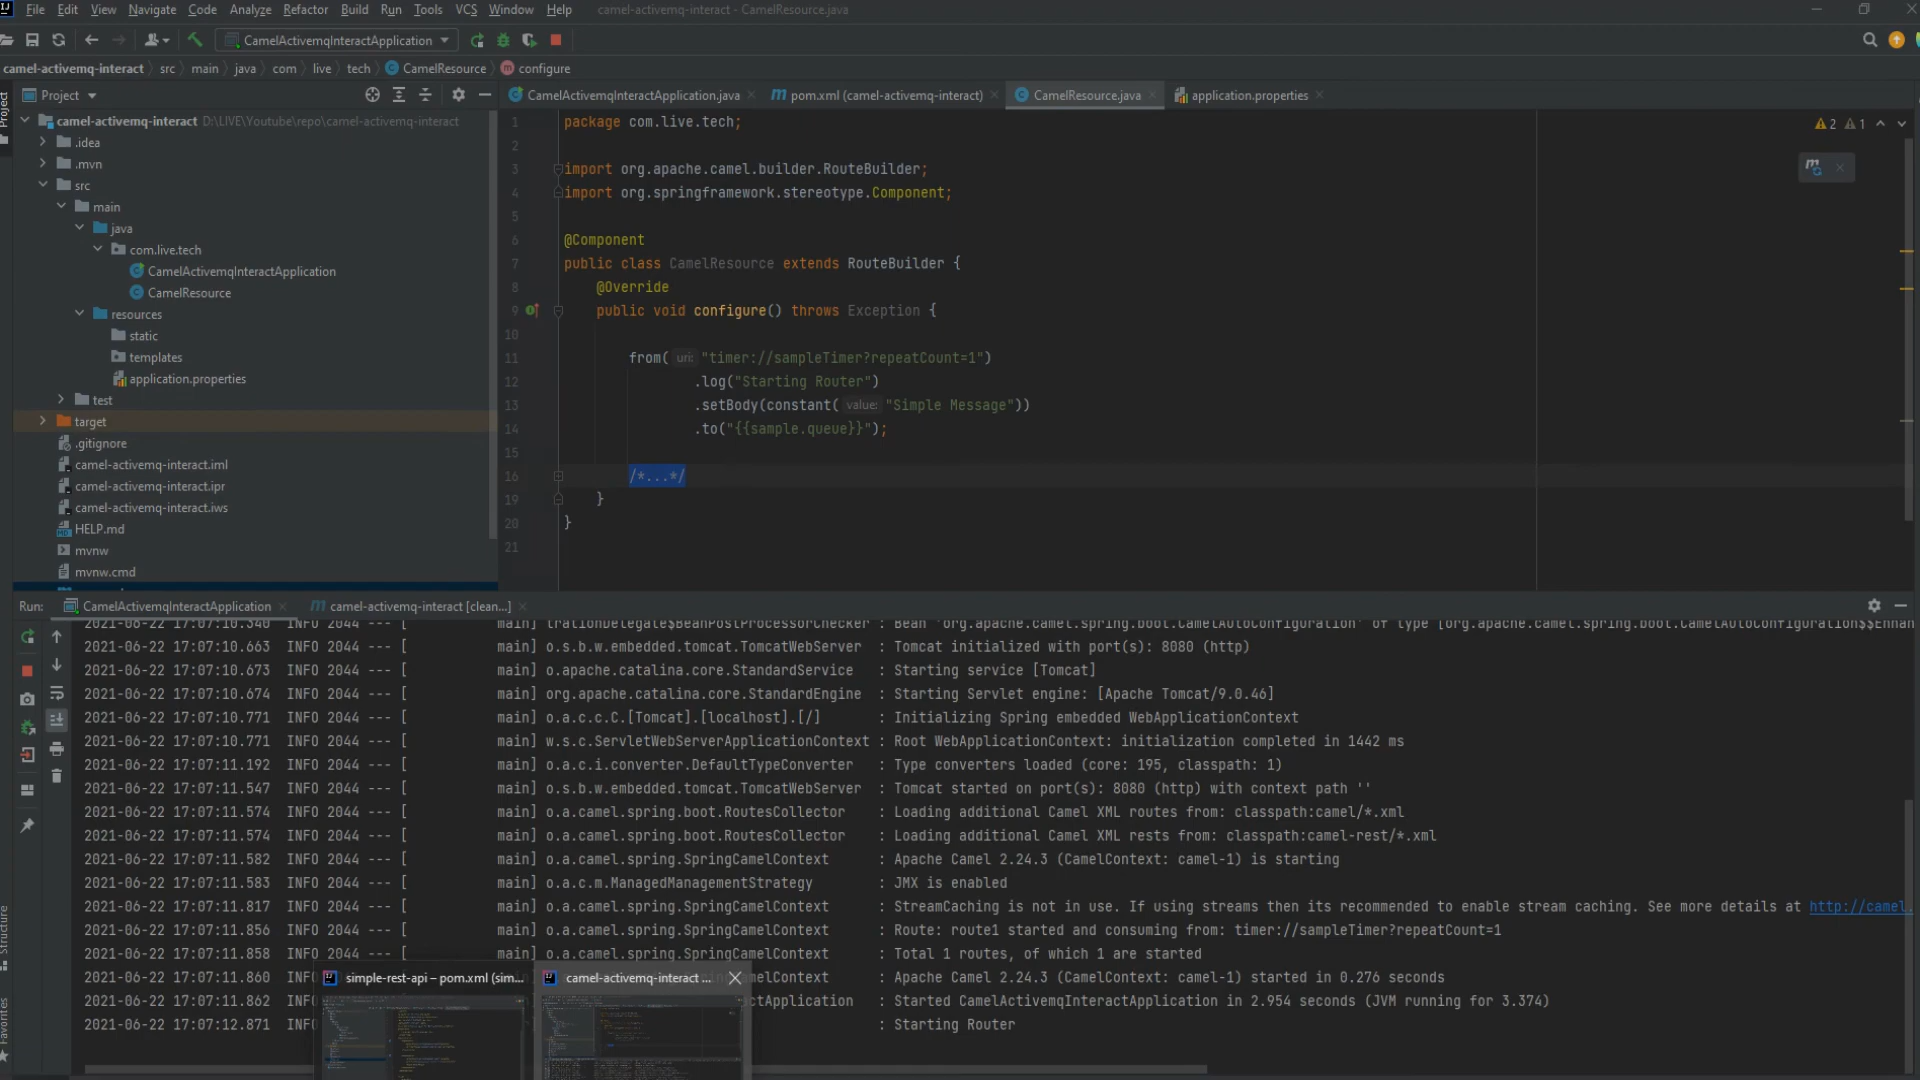 File Edit View Navigate Code Analyze Refactor Build Run Tools VCS Window Help camel-activemq-interact - CamelResource.java
CamelActivemqInteractApplication
camel-activemq-interact src main java com live tech CamelResource configure
Project
CamelActivemqInteractApplication.java pom.xml (camel-activemq-interact) CamelResource.java application.properties
Project
camel-activemq-interact D:\LIVE\Youtube\repo\camel-activemq-interact
.idea
.mvn
src
main
java
com.live.tech
CamelActivemqInteractApplication
CamelResource
resources
static
templates
application.properties
test
target
.gitignore
camel-activemq-interact.iml
camel-activemq-interact.ipr
camel-activemq-interact.iws
HELP.md
mvnw
mvnw.cmd
2 1
1 package com.live.tech;
2
3 import org.apache.camel.builder.RouteBuilder;
4 import org.springframework.stereotype.Component;
5
6 @Component
7 public class CamelResource extends RouteBuilder {
8 @Override
9 public void configure() throws Exception {
10
11 from( uri: "timer://sampleTimer?repeatCount=1")
12 .log("Starting Router")
13 .setBody(constant( value: "Simple Message"))
14 .to("{{sample.queue}}");
15
16 /*...*/
19 }
20 }
21
Run: CamelActivemqInteractApplication camel-activemq-interact [clean...]
2021-06-22 17:07:10.340 INFO 2044 --- [ main] trationDelegate$BeanPostProcessorChecker : Bean 'org.apache.camel.spring.boot.CamelAutoConfiguration' of type [org.apache.camel.spring.boot.CamelAutoConfiguration$$Enhan
2021-06-22 17:07:10.663 INFO 2044 --- [ main] o.s.b.w.embedded.tomcat.TomcatWebServer : Tomcat initialized with port(s): 8080 (http)
2021-06-22 17:07:10.673 INFO 2044 --- [ main] o.apache.catalina.core.StandardService : Starting service [Tomcat]
2021-06-22 17:07:10.674 INFO 2044 --- [ main] org.apache.catalina.core.StandardEngine : Starting Servlet engine: [Apache Tomcat/9.0.46]
2021-06-22 17:07:10.771 INFO 2044 --- [ main] o.a.c.c.C.[Tomcat].[localhost].[/] : Initializing Spring embedded WebApplicationContext
2021-06-22 17:07:10.771 INFO 2044 --- [ main] w.s.c.ServletWebServerApplicationContext : Root WebApplicationContext: initialization completed in 1442 ms
2021-06-22 17:07:11.192 INFO 2044 --- [ main] o.a.c.i.converter.DefaultTypeConverter : Type converters loaded (core: 195, classpath: 1)
2021-06-22 17:07:11.547 INFO 2044 --- [ main] o.s.b.w.embedded.tomcat.TomcatWebServer : Tomcat started on port(s): 8080 (http) with context path ''
2021-06-22 17:07:11.574 INFO 2044 --- [ main] o.a.camel.spring.boot.RoutesCollector : Loading additional Camel XML routes from: classpath:camel/*.xml
2021-06-22 17:07:11.574 INFO 2044 --- [ main] o.a.camel.spring.boot.RoutesCollector : Loading additional Camel XML rests from: classpath:camel-rest/*.xml
2021-06-22 17:07:11.582 INFO 2044 --- [ main] o.a.camel.spring.SpringCamelContext : Apache Camel 2.24.3 (CamelContext: camel-1) is starting
2021-06-22 17:07:11.583 INFO 2044 --- [ main] o.a.c.m.ManagedManagementStrategy : JMX is enabled
2021-06-22 17:07:11.817 INFO 2044 --- [ main] o.a.camel.spring.SpringCamelContext : StreamCaching is not in use. If using streams then its recommended to enable stream caching. See more details at http://camel.
2021-06-22 17:07:11.856 INFO 2044 --- [ main] o.a.camel.spring.SpringCamelContext : Route: route1 started and consuming from: timer://sampleTimer?repeatCount=1
2021-06-22 17:07:11.858 INFO 2044 --- [ main] o.a.camel.spring.SpringCamelContext : Total 1 routes, of which 1 are started
2021-06-22 17:07:11.860 INFO simple-rest-api – pom.xml (sim... camel-activemq-interact ... Context : Apache Camel 2.24.3 (CamelContext: camel-1) started in 0.276 seconds
2021-06-22 17:07:11.862 INFO ctApplication : Started CamelActivemqInteractApplication in 2.954 seconds (JVM running for 3.374)
2021-06-22 17:07:12.871 INFO : Starting Router
Structure
Favorites